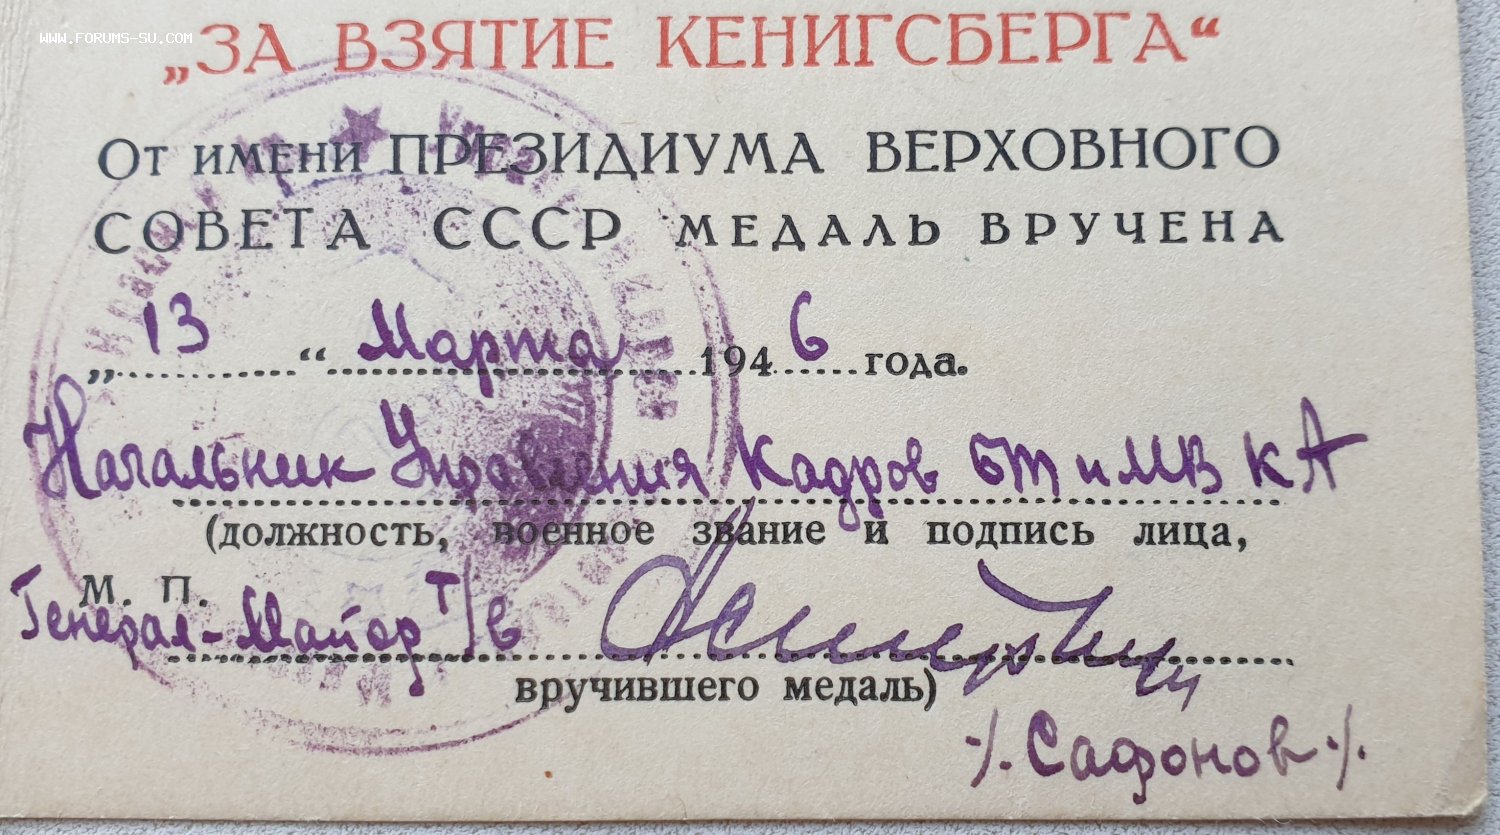 WWW.FORUMS-SU.COM
„ЗА ВЗЯТИЕ КЕНИГСБЕРГА“
От имени ПРЕЗИДИУМА ВЕРХОВНОГО
СОВЕТА СССР МЕДАЛЬ ВРУЧЕНА
„13“ Марта 1946 года.
Начальник Управления Кадров БТ и МВ КА
(должность, военное звание и подпись лица,
М. П.
Генерал-Майор т/в
вручившего медаль)
·/. Сафонов ·/.